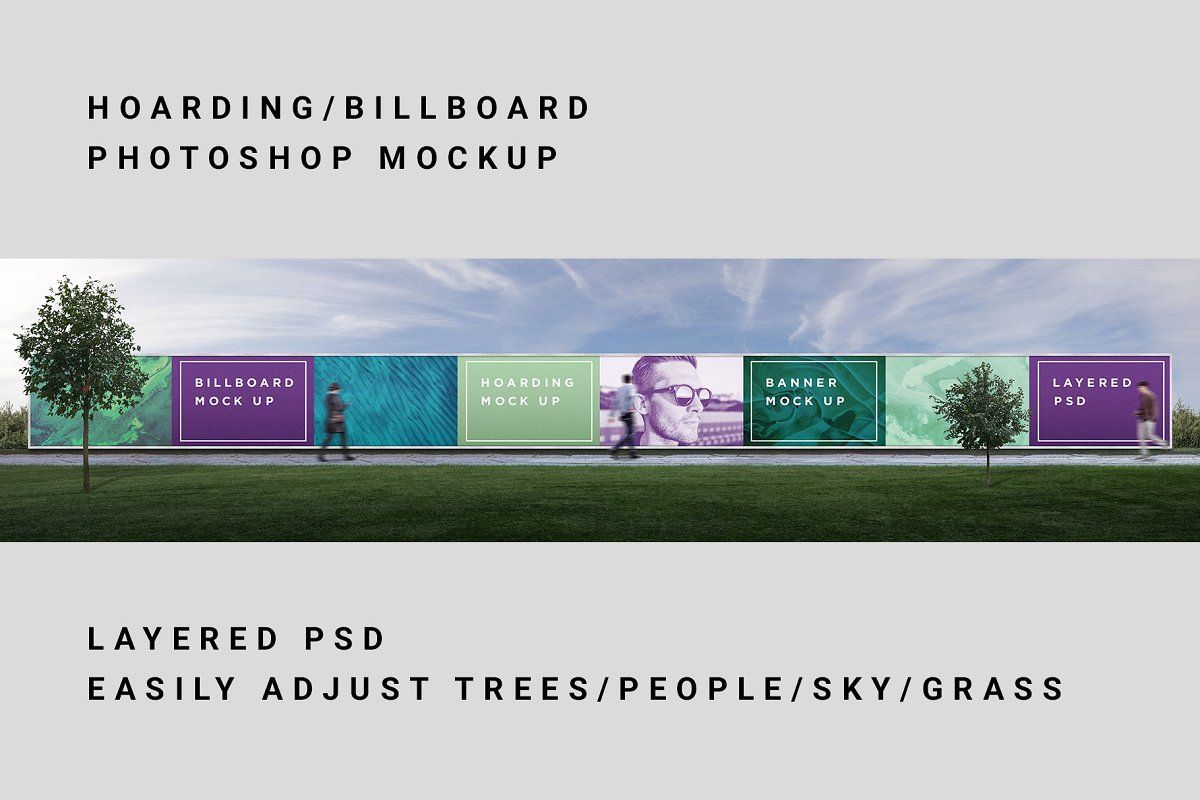 HOARDING/BILLBOARD
PHOTOSHOP MOCKUP
BILLBOARD
MOCK UP
HOARDING
MOCK UP
BANNER
MOCK UP
LAYERED
PSD
LAYERED PSD
EASILY ADJUST TREES/PEOPLE/SKY/GRASS